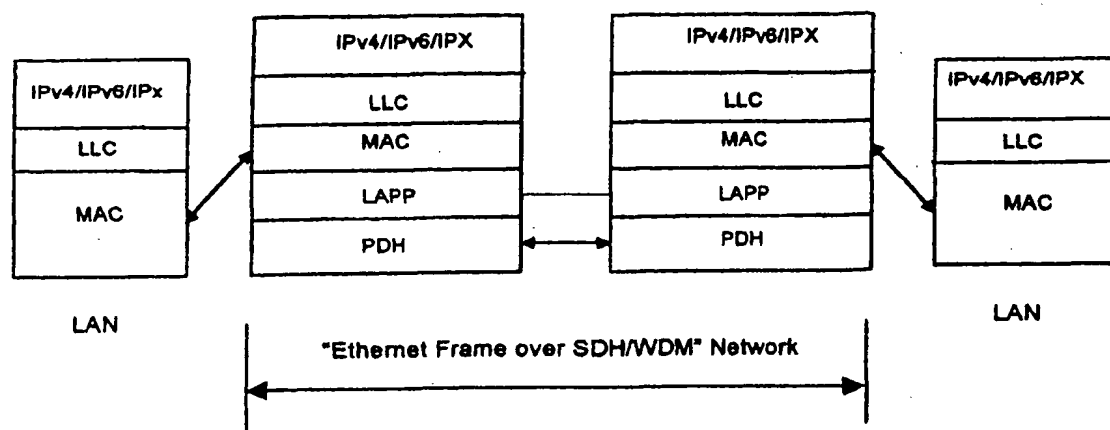 IPv4/IPv6/IPx
LLC
MAC
LAN
IPv4/IPv6/IPX
LLC
MAC
LAPP
PDH
IPv4/IPv6/IPX
LLC
MAC
LAPP
PDH
IPv4/IPv6/IPX
LLC
MAC
LAN
"Ethernet Frame over SDH/WDM" Network